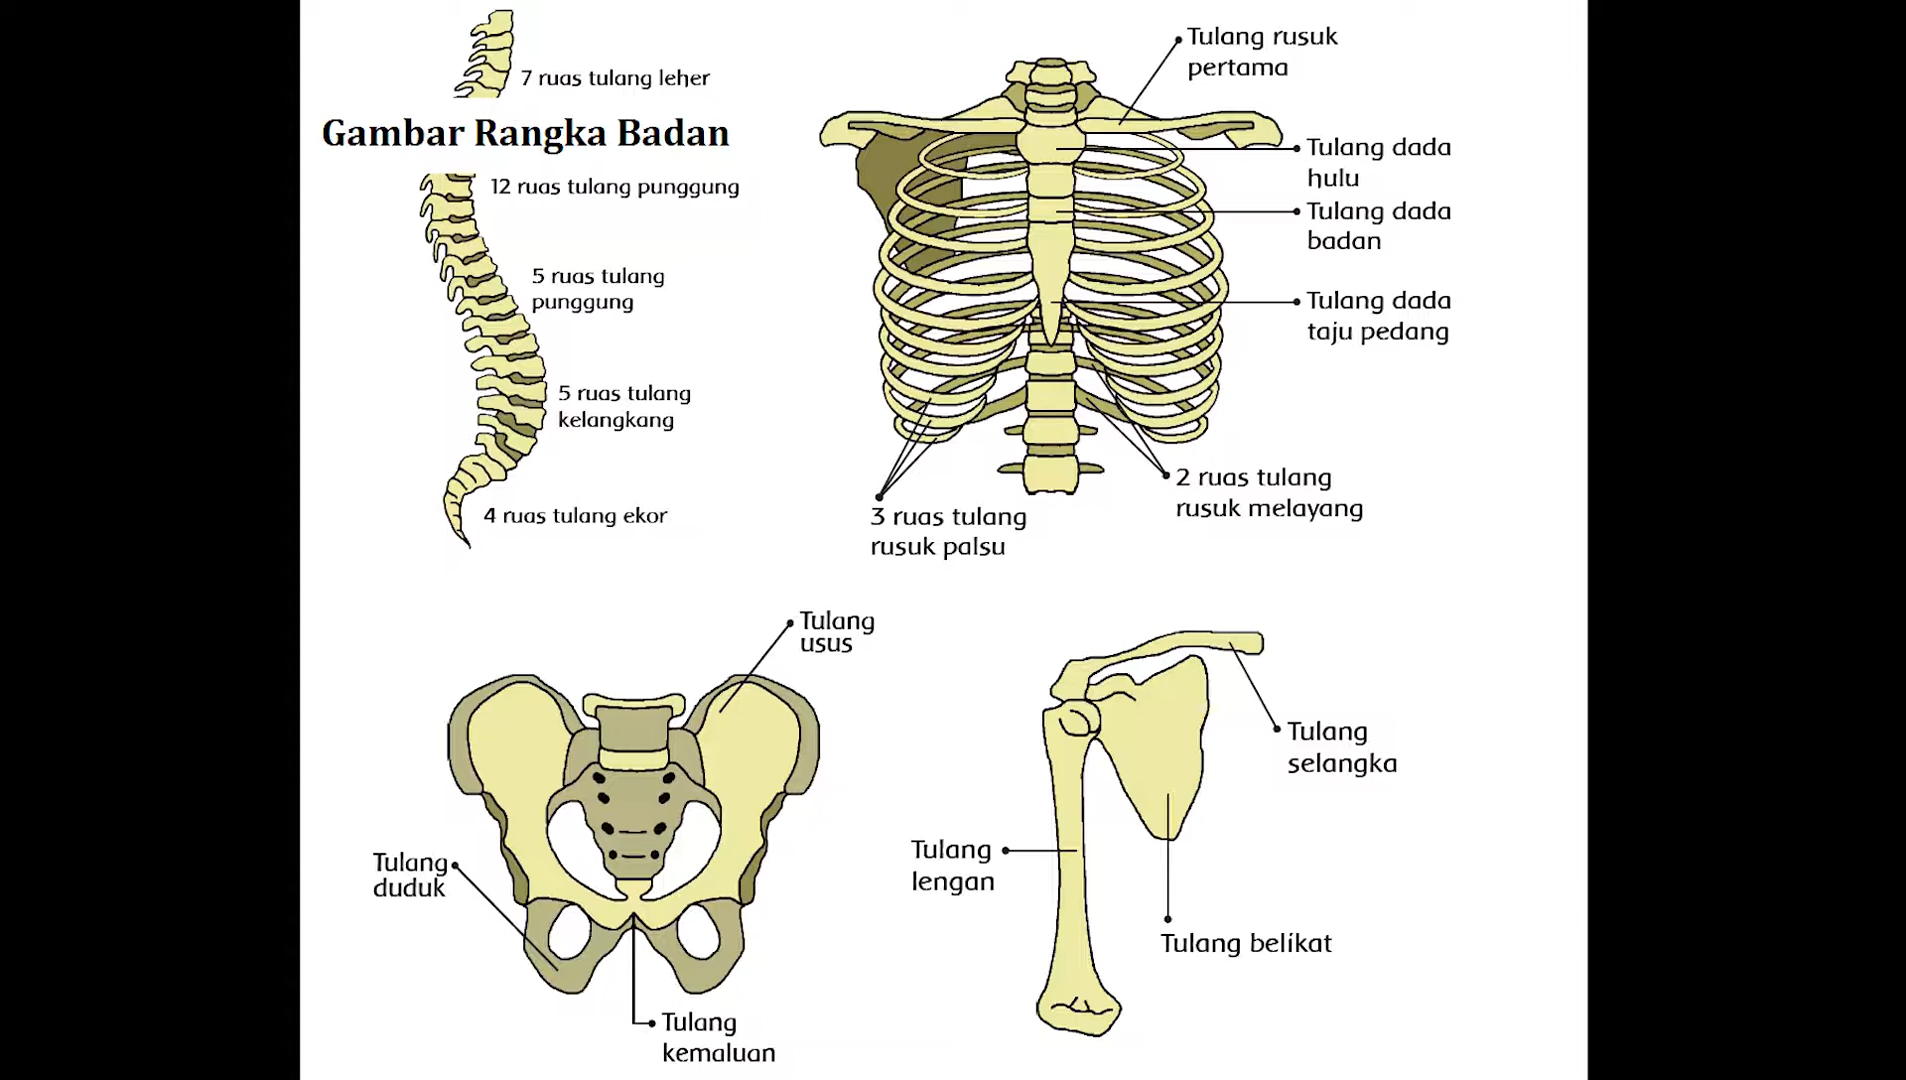 7 ruas tulang leher
Gambar Rangka Badan
12 ruas tulang punggung
5 ruas tulang
punggung
5 ruas tulang
kelangkang
4 ruas tulang ekor
Tulang rusuk
pertama
Tulang dada
hulu
Tulang dada
badan
Tulang dada
taju pedang
2 ruas tulang
rusuk melayang
3 ruas tulang
rusuk palsu
Tulang
usus
Tulang
duduk
Tulang
kemaluan
Tulang
selangka
Tulang
lengan
Tulang belikat